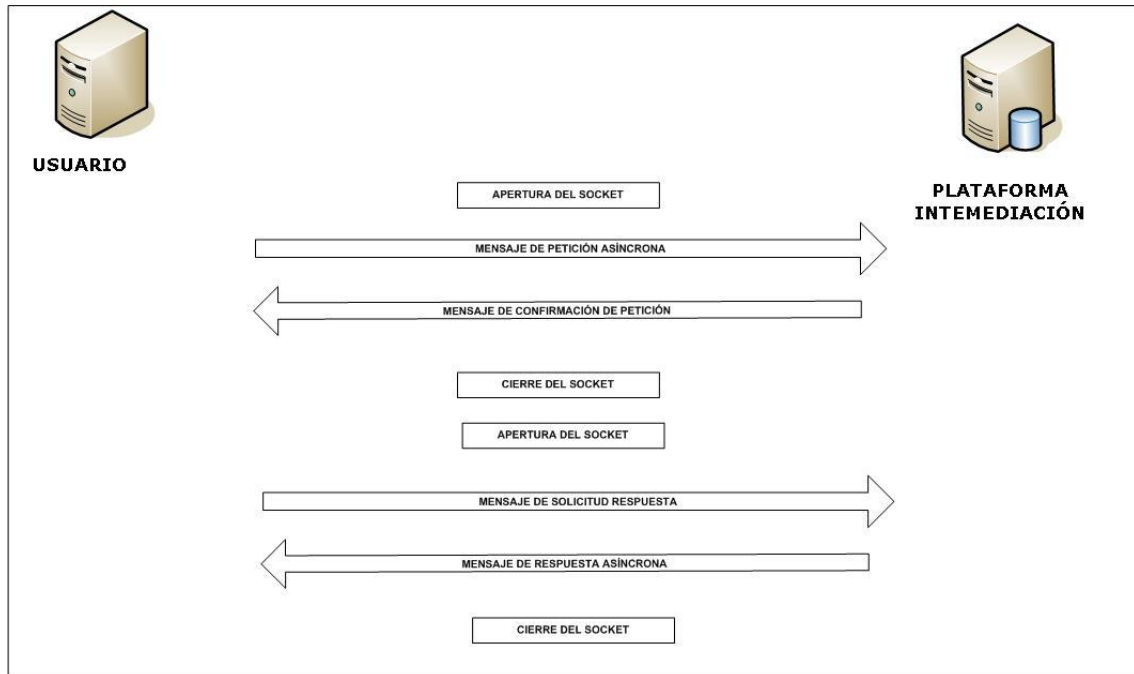 USUARIO
PLATAFORMA
INTEMEDIACIÓN
APERTURA DEL SOCKET
MENSAJE DE PETICIÓN ASÍNCRONA
MENSAJE DE CONFIRMACIÓN DE PETICIÓN
CIERRE DEL SOCKET
APERTURA DEL SOCKET
MENSAJE DE SOLICITUD RESPUESTA
MENSAJE DE RESPUESTA ASÍNCRONA
CIERRE DEL SOCKET